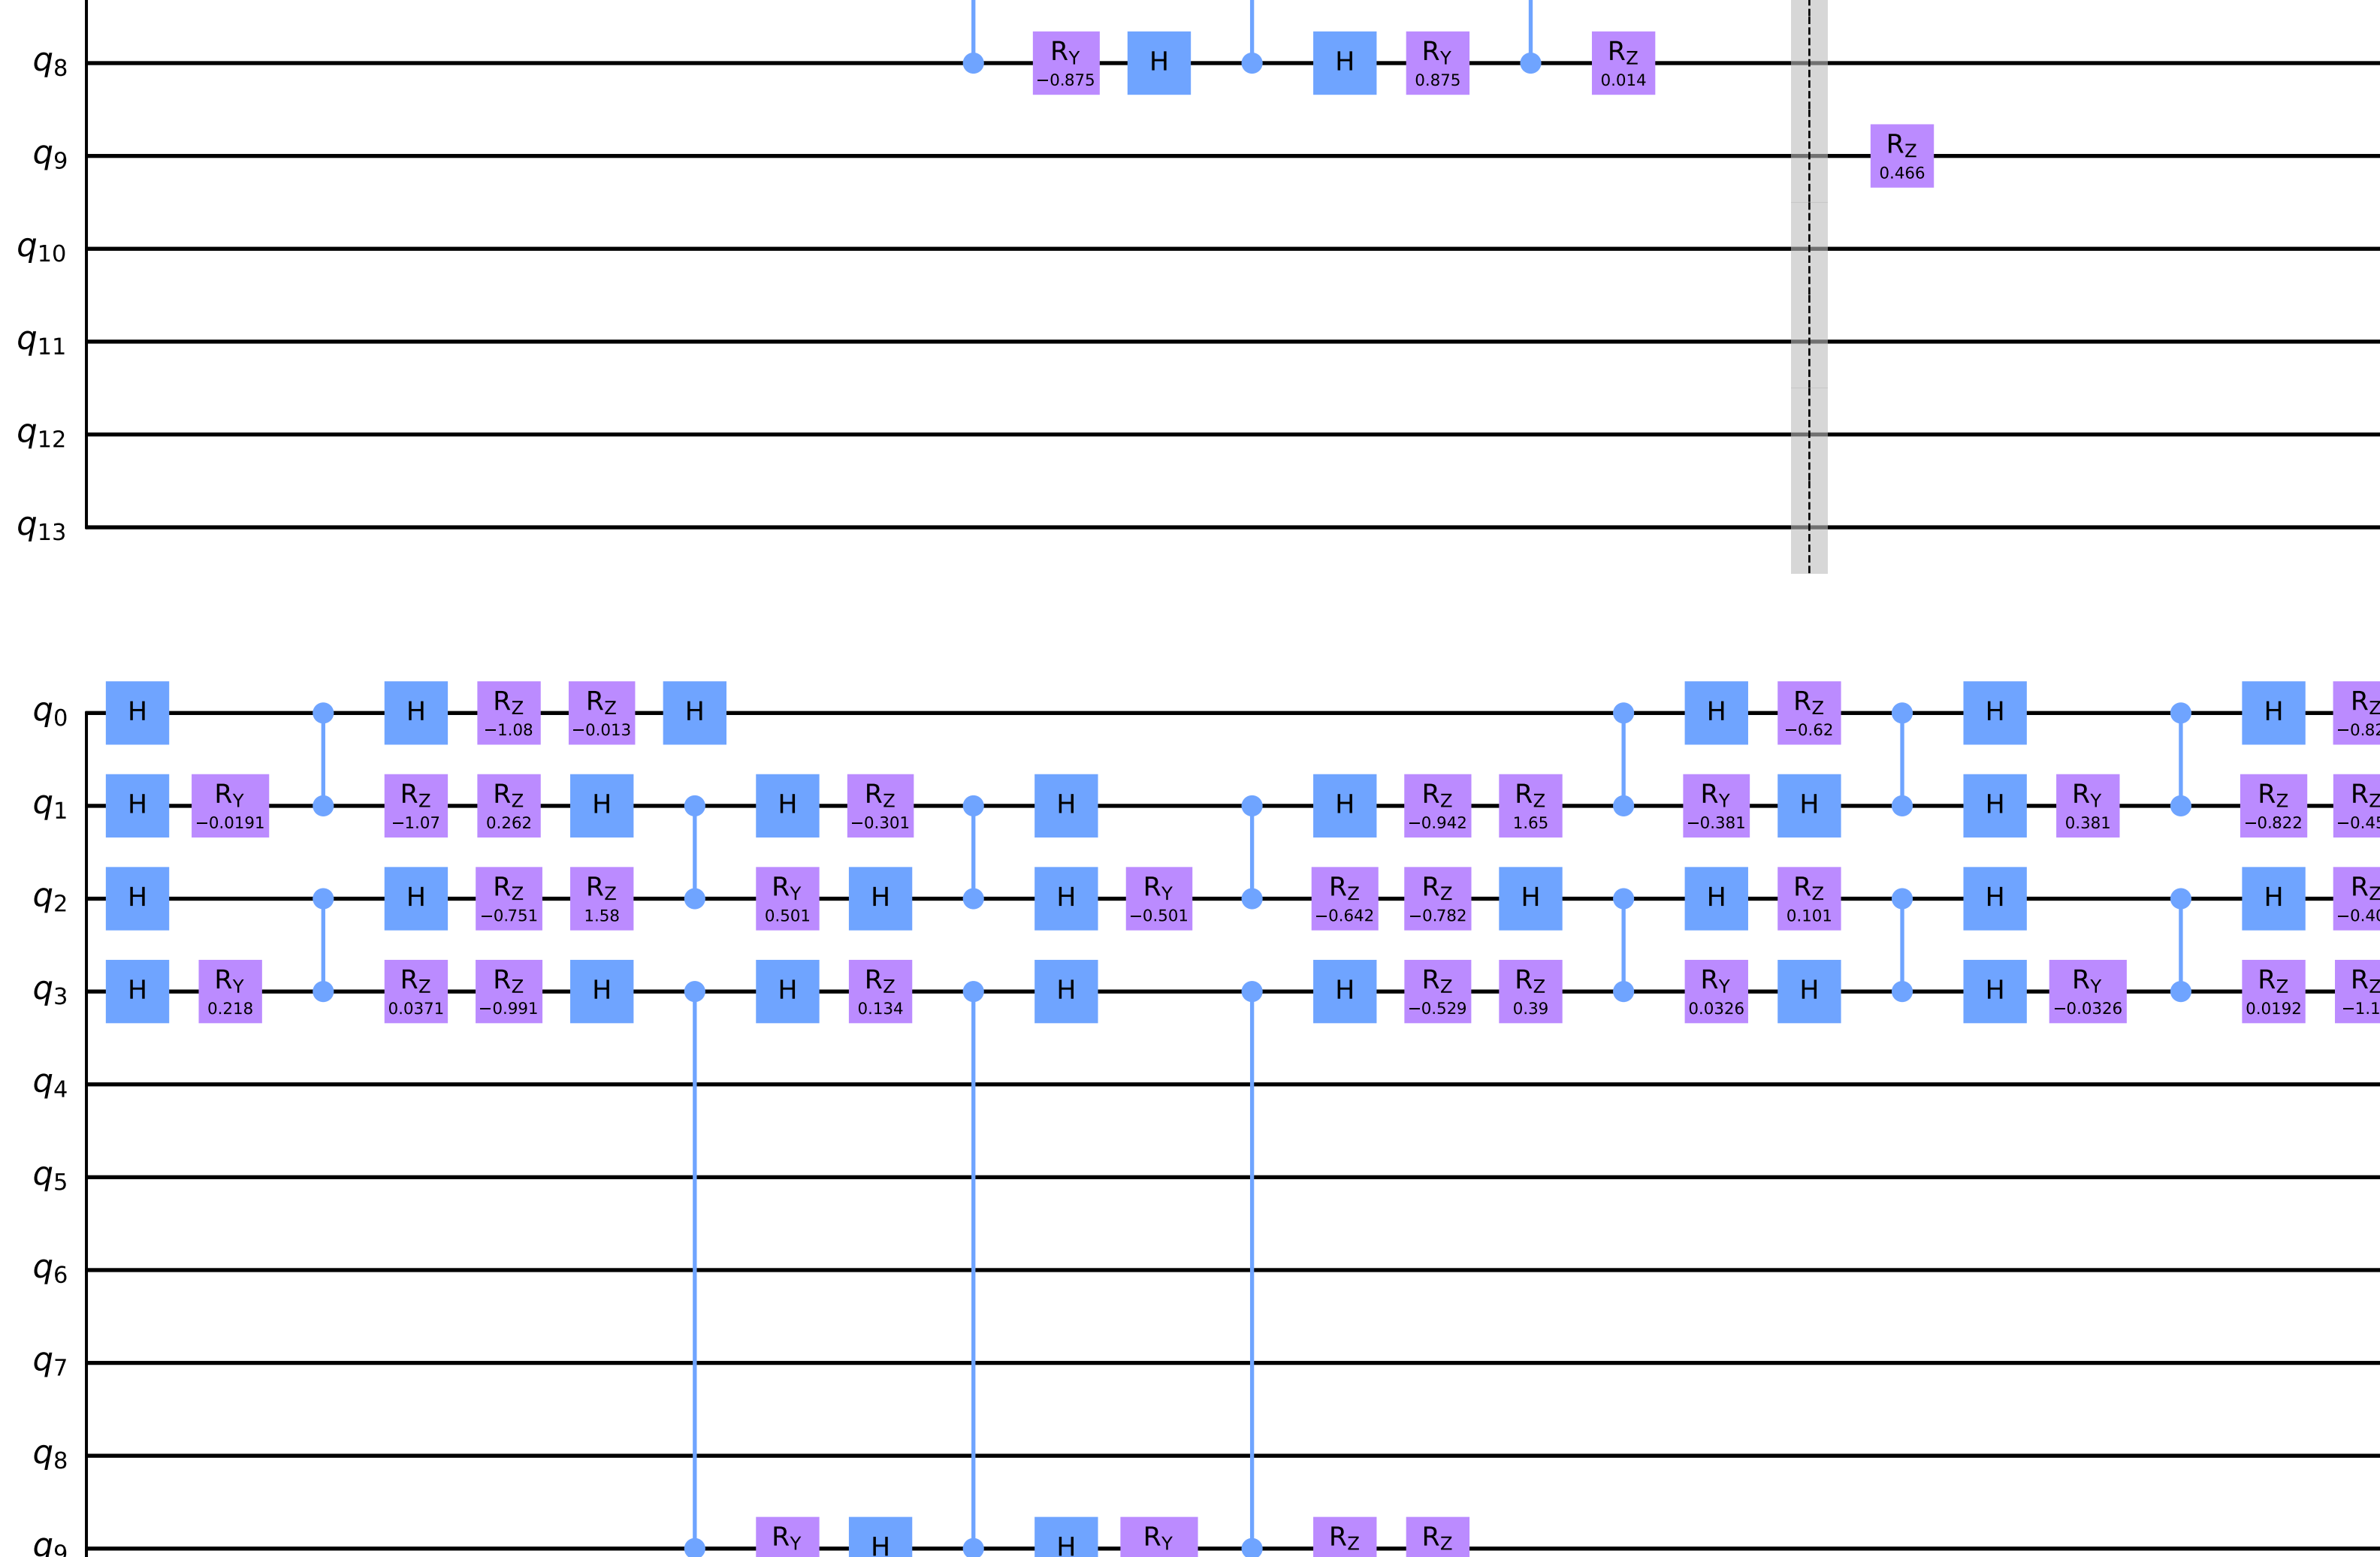 q8 RY −0.875 H H RY 0.875 RZ 0.014
q9 RZ 0.466
q10
q11
q12
q13
q0 H H RZ −1.08 RZ −0.013 H H RZ −0.62 H H RZ
q1 H RY −0.0191 RZ −1.07 RZ 0.262 H H RZ −0.301 H H RZ −0.942 RZ 1.65 RY −0.381 H H RY 0.381 RZ −0.822 RZ
q2 H H RZ −0.751 RZ 1.58 RY 0.501 H H RY −0.501 RZ −0.642 RZ −0.782 H H RZ 0.101 H H RZ
q3 H RY 0.218 RZ 0.0371 RZ −0.991 H H RZ 0.134 H H RZ −0.529 RZ 0.39 RY 0.0326 H H RY −0.0326 RZ 0.0192 RZ
q4
q5
q6
q7
q8
q9 RY H H RY RZ RZ